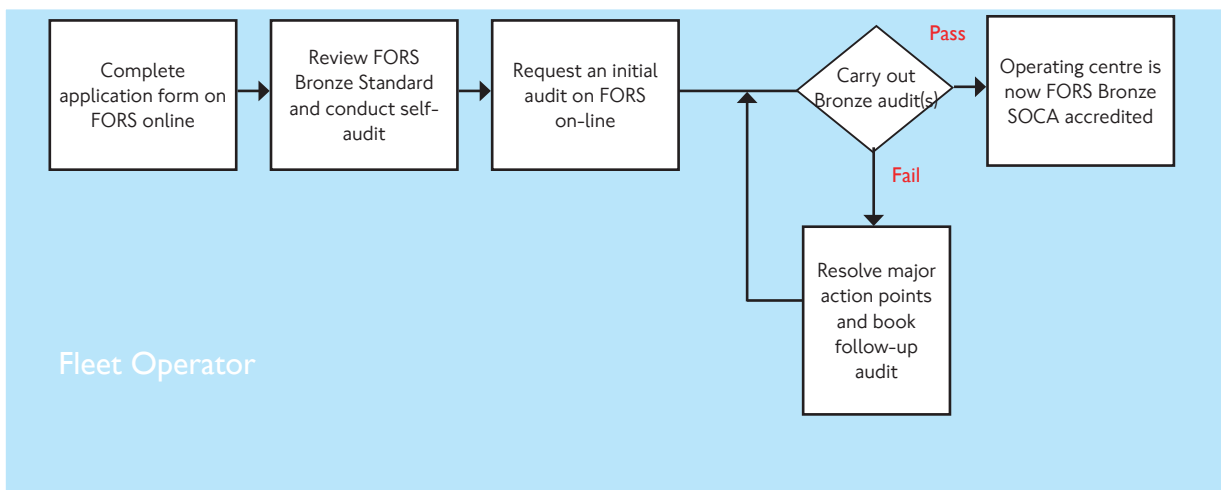 Complete
application form on
FORS online
Review FORS
Bronze Standard
and conduct self-
audit
Request an initial
audit on FORS
on-line
Carry out
Bronze audit(s)
Pass
Operating centre is
now FORS Bronze
SOCA accredited
Fail
Resolve major
action points
and book
follow-up
audit
Fleet Operator